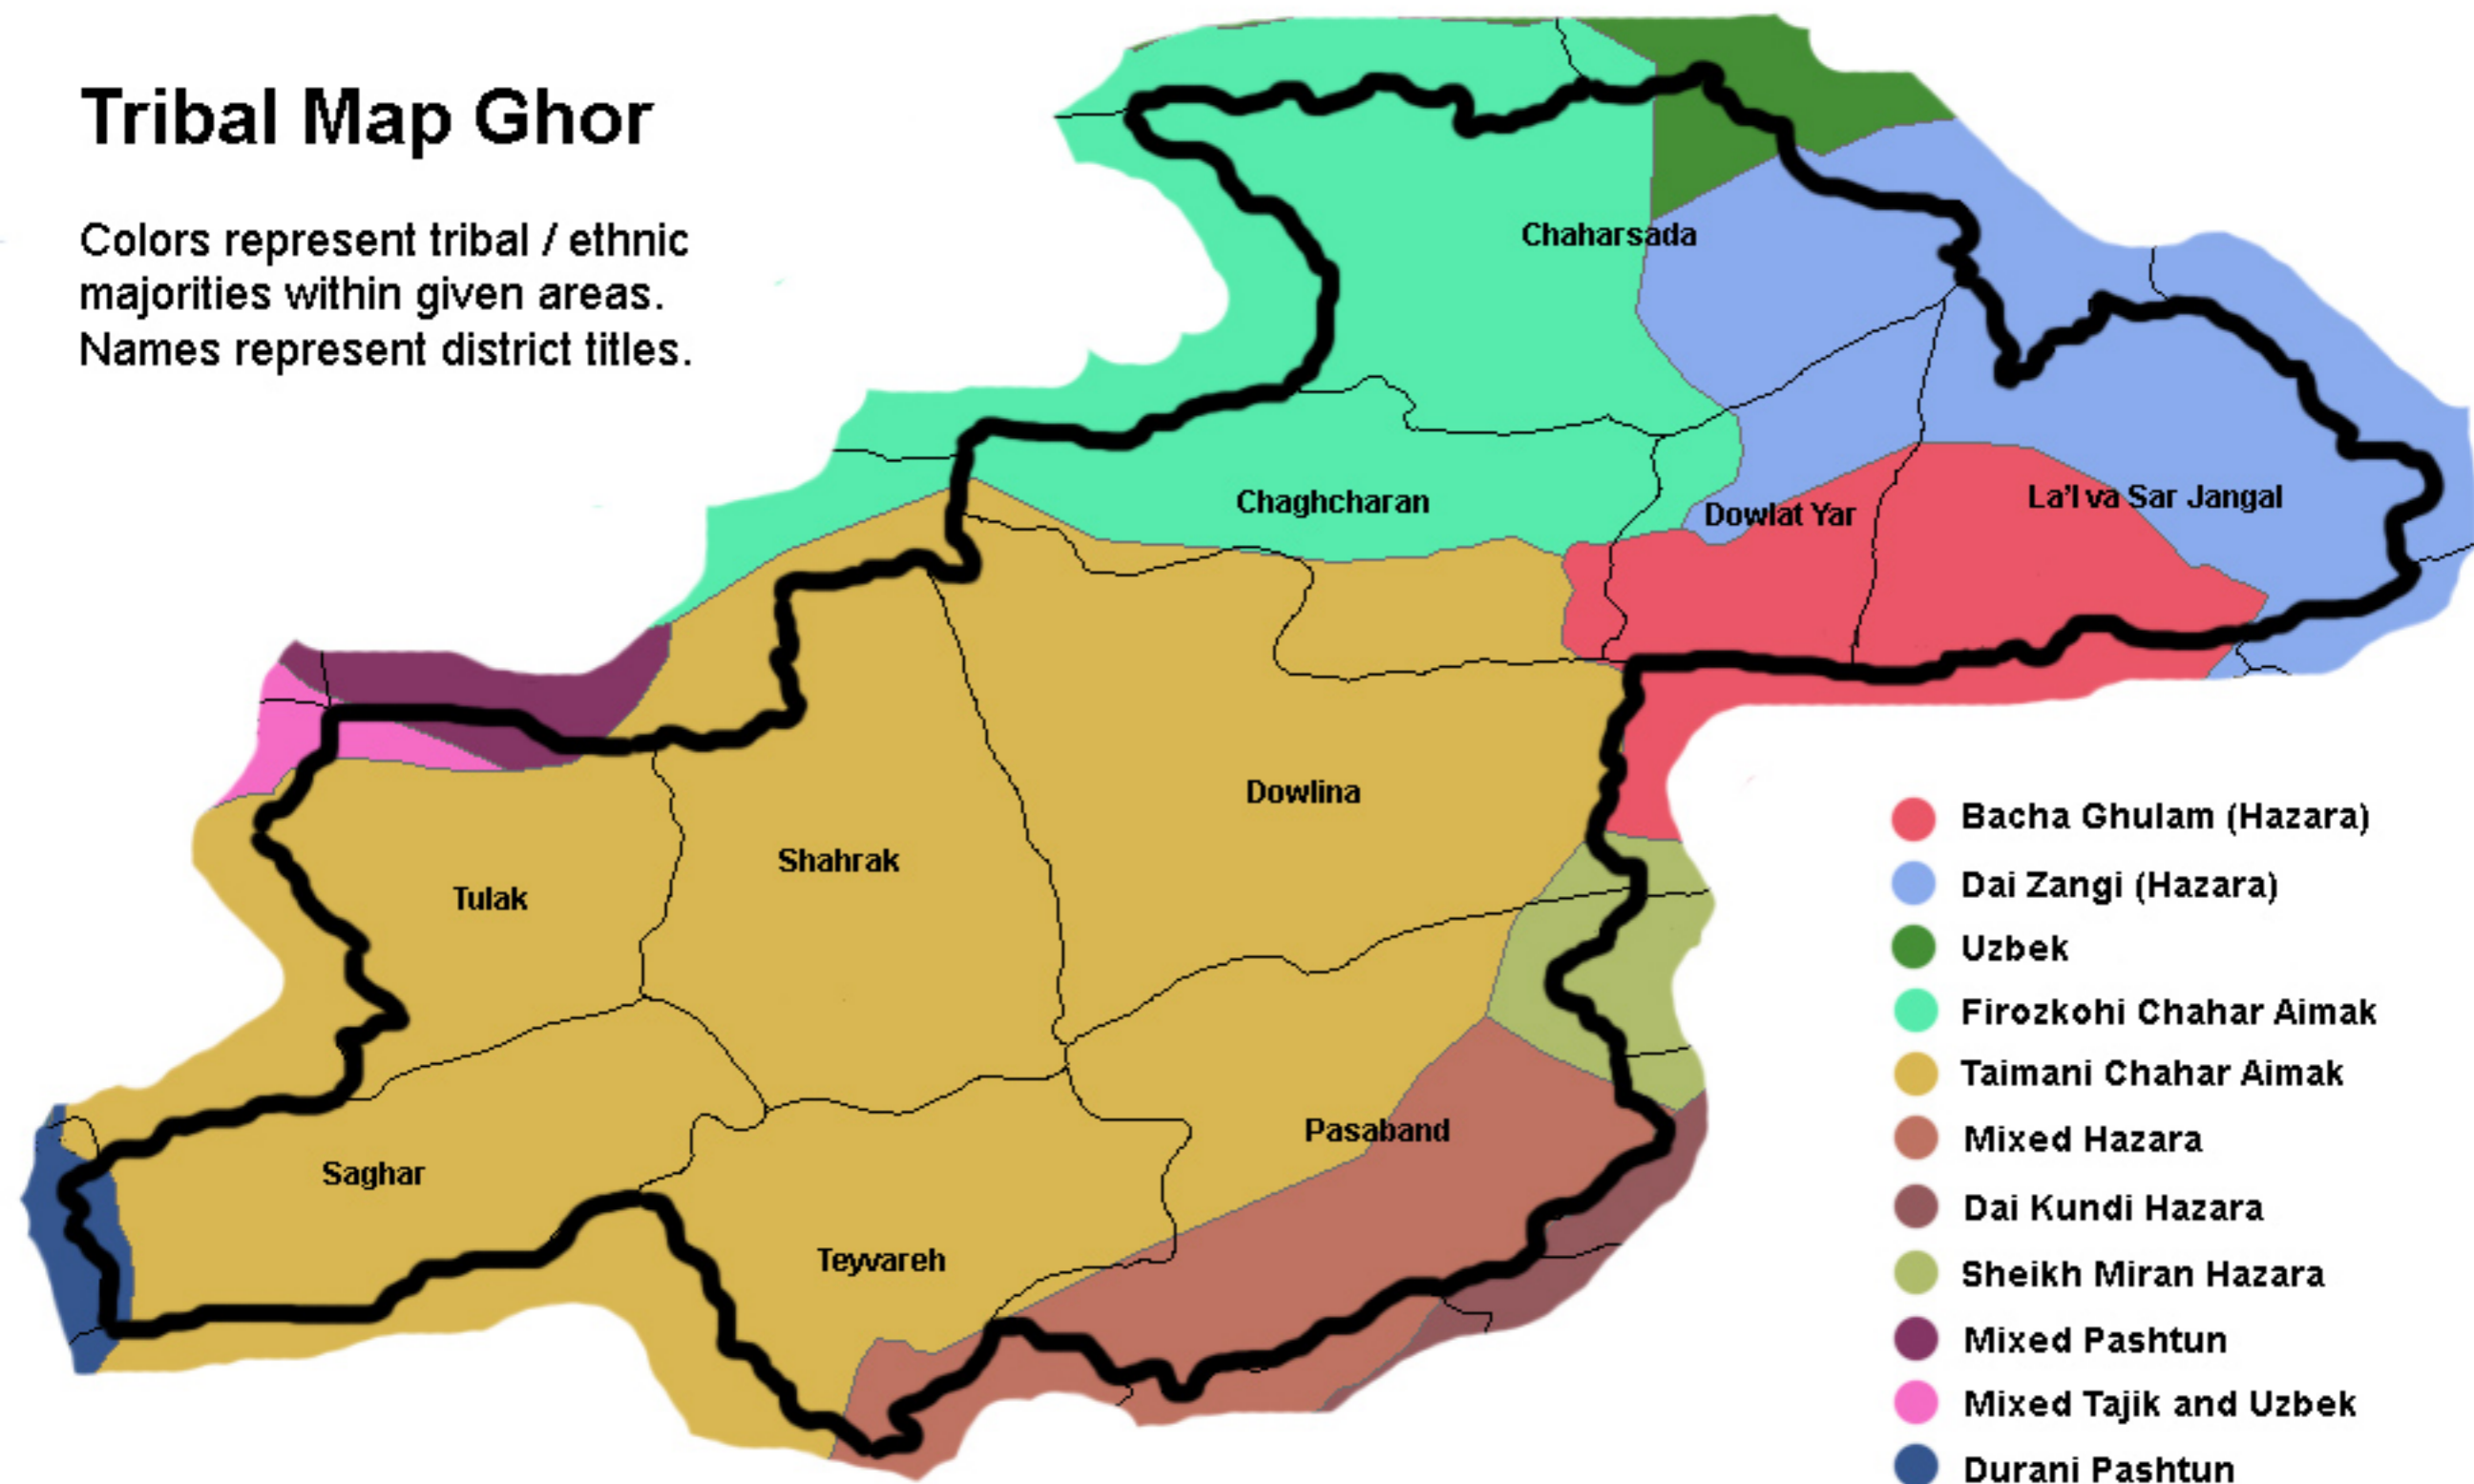 Tribal Map Ghor
Colors represent tribal / ethnic
majorities within given areas.
Names represent district titles.
Chaharsada
Chaghcharan
Dowlat Yar
La'l va Sar Jangal
Dowlina
Shahrak
Tulak
Pasaband
Saghar
Teyvareh
Bacha Ghulam (Hazara)
Dai Zangi (Hazara)
Uzbek
Firozkohi Chahar Aimak
Taimani Chahar Aimak
Mixed Hazara
Dai Kundi Hazara
Sheikh Miran Hazara
Mixed Pashtun
Mixed Tajik and Uzbek
Durani Pashtun